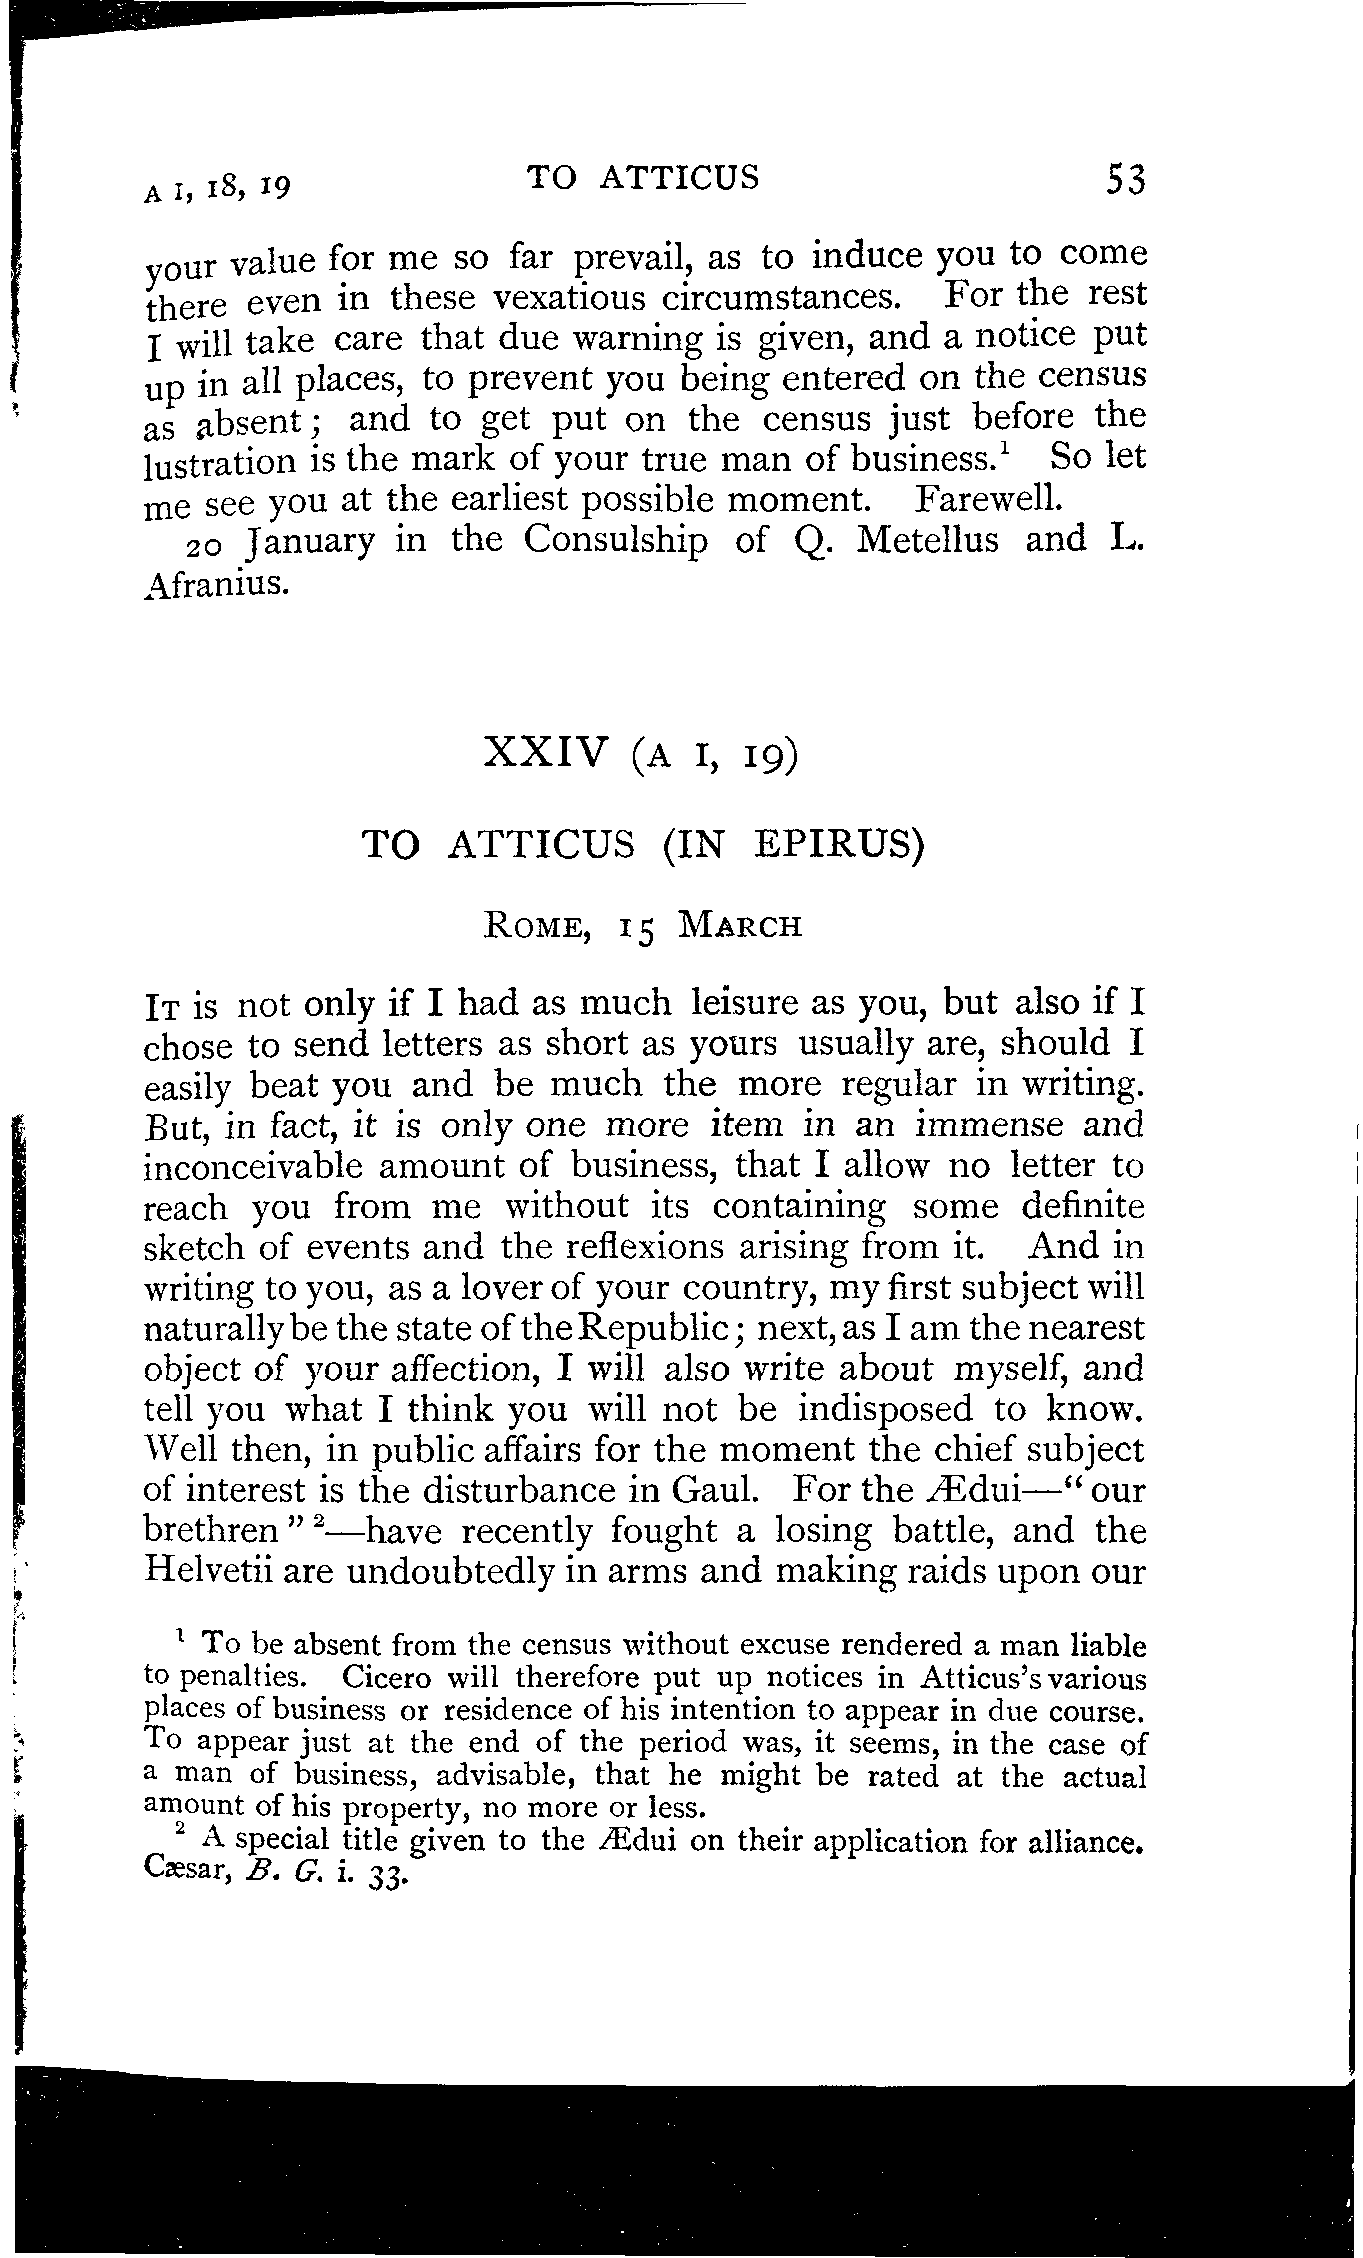 A I, 18, 19 TO ATTICUS 53
your value for me so far prevail, as to induce you to come
there even in these vexatious circumstances. For the rest
I will take care that due warning is given, and a notice put
up in all places, to prevent you being entered on the census
as absent; and to get put on the census just before the
lustration is the mark of your true man of business.¹ So let
me see you at the earliest possible moment. Farewell.
20 January in the Consulship of Q. Metellus and L.
Afranius.
XXIV (A I, 19)
TO ATTICUS (IN EPIRUS)
ROME, 15 MARCH
IT is not only if I had as much leisure as you, but also if I
chose to send letters as short as yours usually are, should I
easily beat you and be much the more regular in writing.
But, in fact, it is only one more item in an immense and
inconceivable amount of business, that I allow no letter to
reach you from me without its containing some definite
sketch of events and the reflexions arising from it. And in
writing to you, as a lover of your country, my first subject will
naturally be the state of the Republic; next, as I am the nearest
object of your affection, I will also write about myself, and
tell you what I think you will not be indisposed to know.
Well then, in public affairs for the moment the chief subject
of interest is the disturbance in Gaul. For the Ædui—“our
brethren”²—have recently fought a losing battle, and the
Helvetii are undoubtedly in arms and making raids upon our
¹ To be absent from the census without excuse rendered a man liable
to penalties. Cicero will therefore put up notices in Atticus's various
places of business or residence of his intention to appear in due course.
To appear just at the end of the period was, it seems, in the case of
a man of business, advisable, that he might be rated at the actual
amount of his property, no more or less.
² A special title given to the Ædui on their application for alliance.
Cæsar, B. G. i. 33.